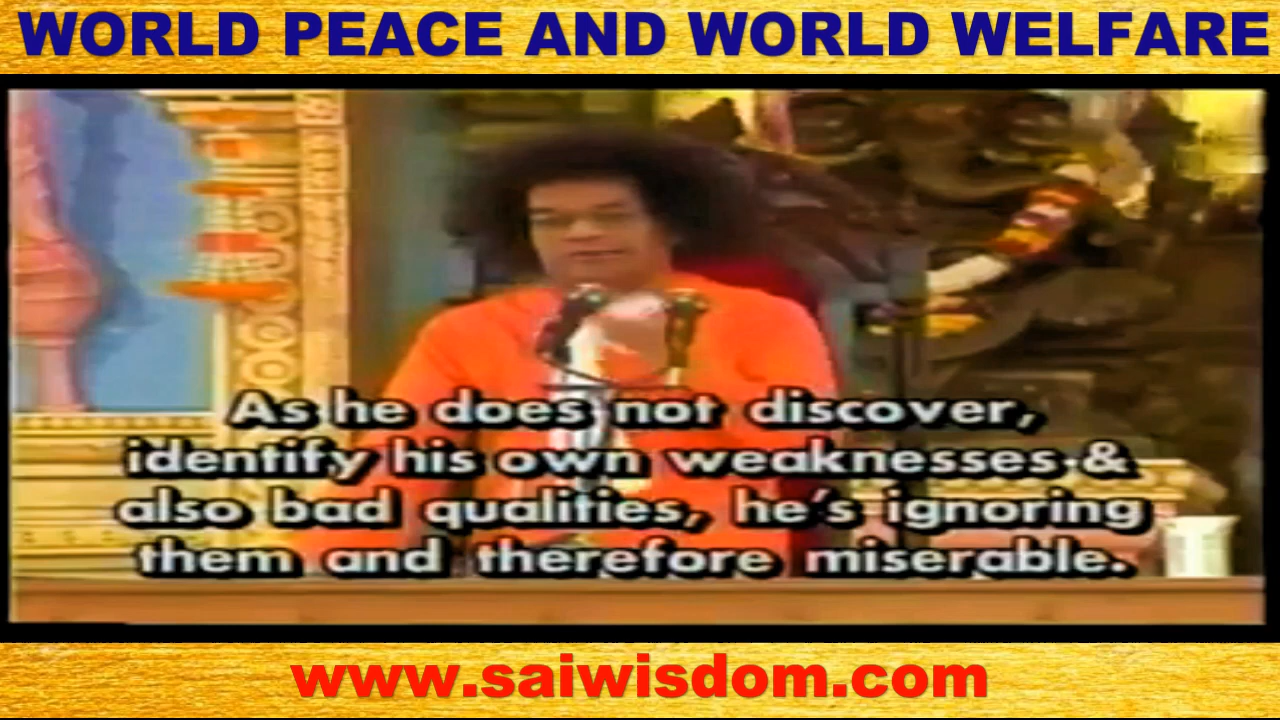 WORLD PEACE AND WORLD WELFARE
As he does not discover,
identify his own weaknesses &
also bad qualities, he's ignoring
them and therefore miserable.
www.saiwisdom.com